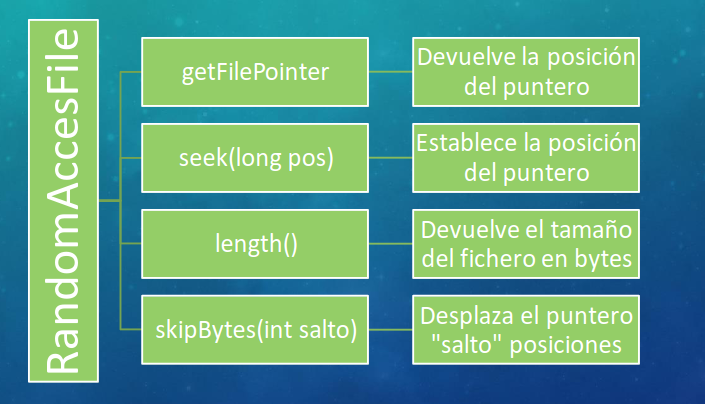 RandomAccesFile
getFilePointer
Devuelve la posición
del puntero
seek(long pos)
Establece la posición
del puntero
length()
Devuelve el tamaño
del fichero en bytes
skipBytes(int salto)
Desplaza el puntero
"salto" posiciones